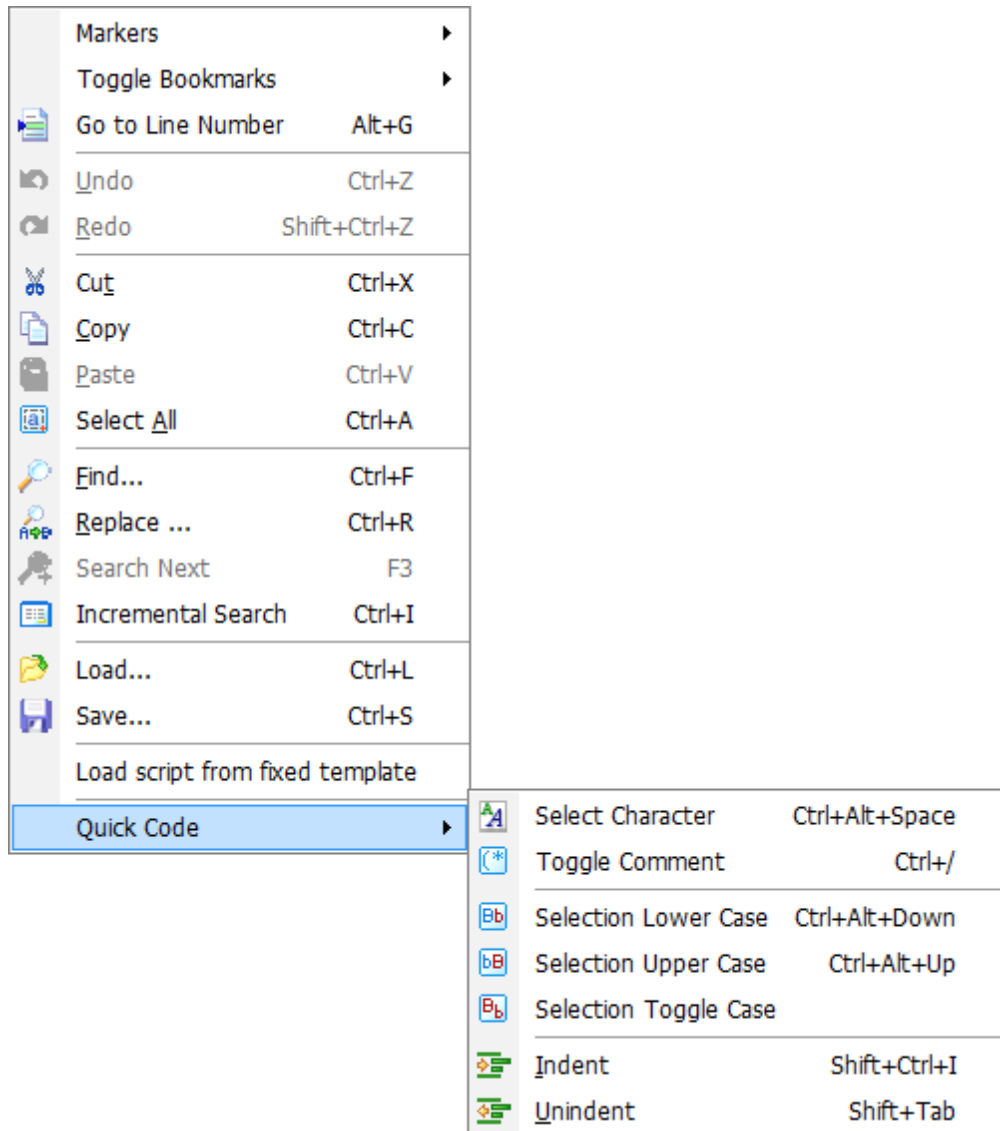 Markers
Toggle Bookmarks
Go to Line Number Alt+G
Undo Ctrl+Z
Redo Shift+Ctrl+Z
Cut Ctrl+X
Copy Ctrl+C
Paste Ctrl+V
Select All Ctrl+A
Find... Ctrl+F
Replace ... Ctrl+R
Search Next F3
Incremental Search Ctrl+I
Load... Ctrl+L
Save... Ctrl+S
Load script from fixed template
Quick Code
Select Character Ctrl+Alt+Space
Toggle Comment Ctrl+/
Selection Lower Case Ctrl+Alt+Down
Selection Upper Case Ctrl+Alt+Up
Selection Toggle Case
Indent Shift+Ctrl+I
Unindent Shift+Tab